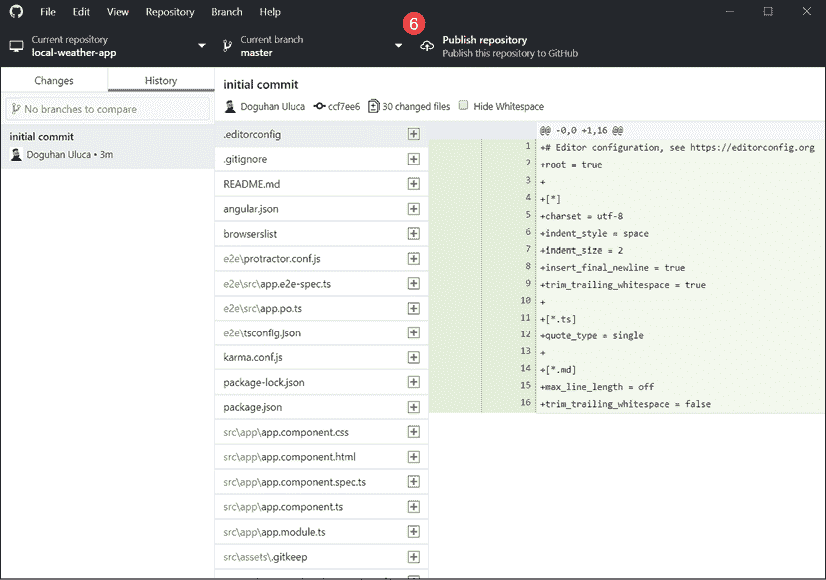 File Edit View Repository Branch Help
6
Current repository
local-weather-app
Current branch
master
Publish repository
Publish this repository to GitHub
Changes History
No branches to compare
initial commit
Doguhan Uluca • 3m
initial commit
Doguhan Uluca ccf7ee6 30 changed files Hide Whitespace
.editorconfig
.gitignore
README.md
angular.json
browserslist
e2e\protractor.conf.js
e2e\src\app.e2e-spec.ts
e2e\src\app.po.ts
e2e\tsconfig.json
karma.conf.js
package-lock.json
package.json
src\app\app.component.css
src\app\app.component.html
src\app\app.component.spec.ts
src\app\app.component.ts
src\app\app.module.ts
src\assets\.gitkeep
@@ -0,0 +1,16 @@
1 +# Editor configuration, see https://editorconfig.org
2 +root = true
3 +
4 +[*]
5 +charset = utf-8
6 +indent_style = space
7 +indent_size = 2
8 +insert_final_newline = true
9 +trim_trailing_whitespace = true
10 +
11 +[*.ts]
12 +quote_type = single
13 +
14 +[*.md]
15 +max_line_length = off
16 +trim_trailing_whitespace = false